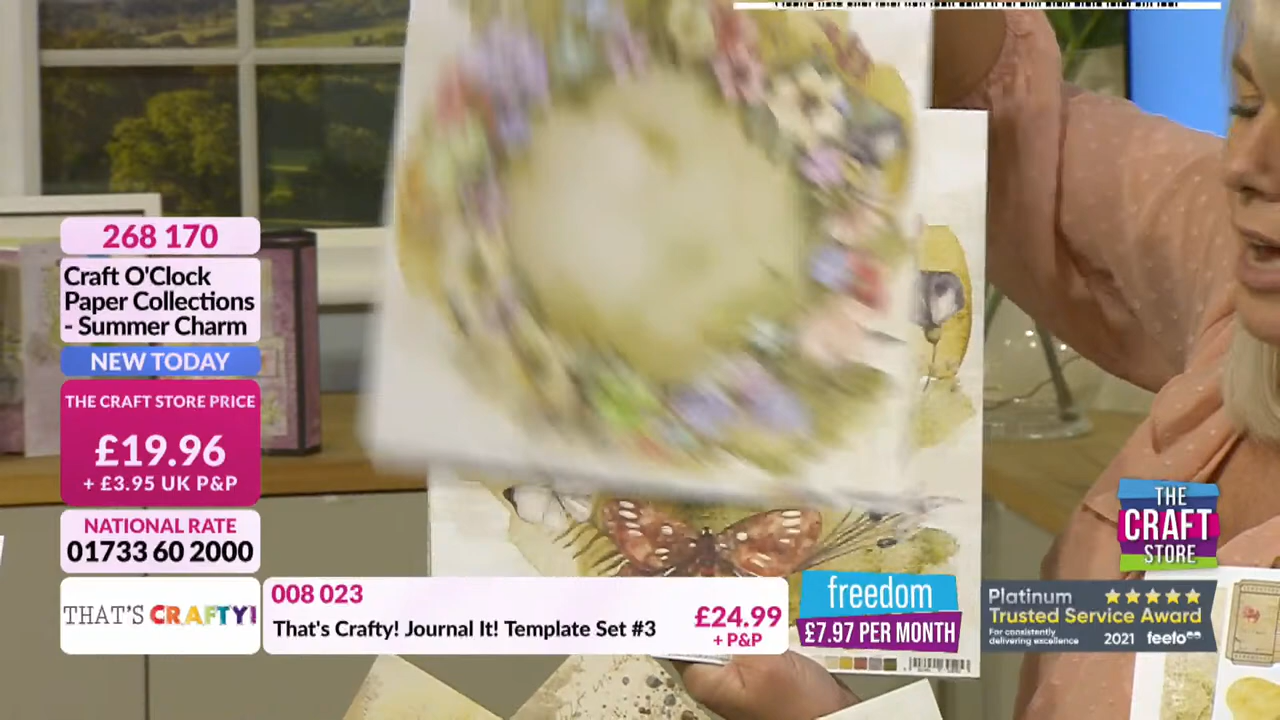 268 170
Craft O'Clock
Paper Collections
- Summer Charm
NEW TODAY
THE CRAFT STORE PRICE
£19.96
+ £3.95 UK P&P
NATIONAL RATE
01733 60 2000
THAT'S CRAFTY!
008 023
That's Crafty! Journal It! Template Set #3
£24.99
+ P&P
freedom
£7.97 PER MONTH
THE
CRAFT
STORE
Platinum
Trusted Service Award
For consistently
delivering excellence
2021 feefo